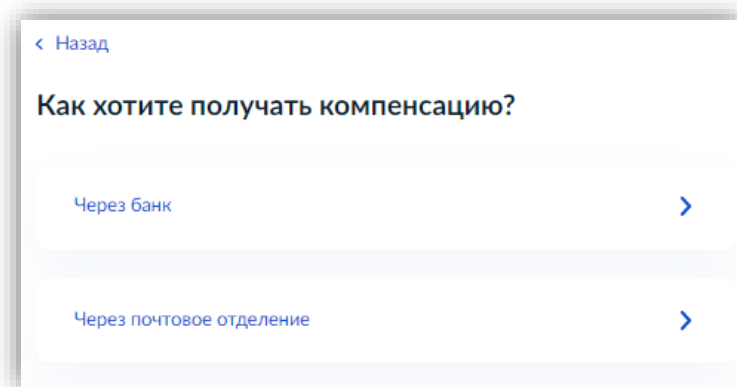 Назад
Как хотите получать компенсацию?
Через банк
Через почтовое отделение